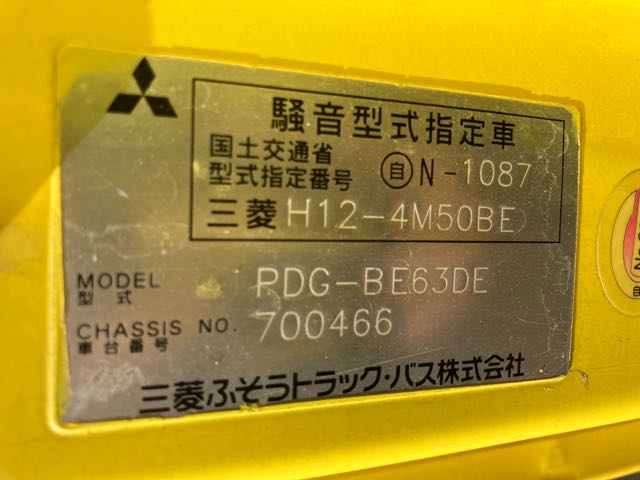 騒音型式指定車
国土交通省
型式指定番号 自 N-1087
三菱 H12-4M50BE
MODEL
型式 PDG-BE63DE
CHASSIS NO.
車台番号 700466
三菱ふそうトラック・バス株式会社